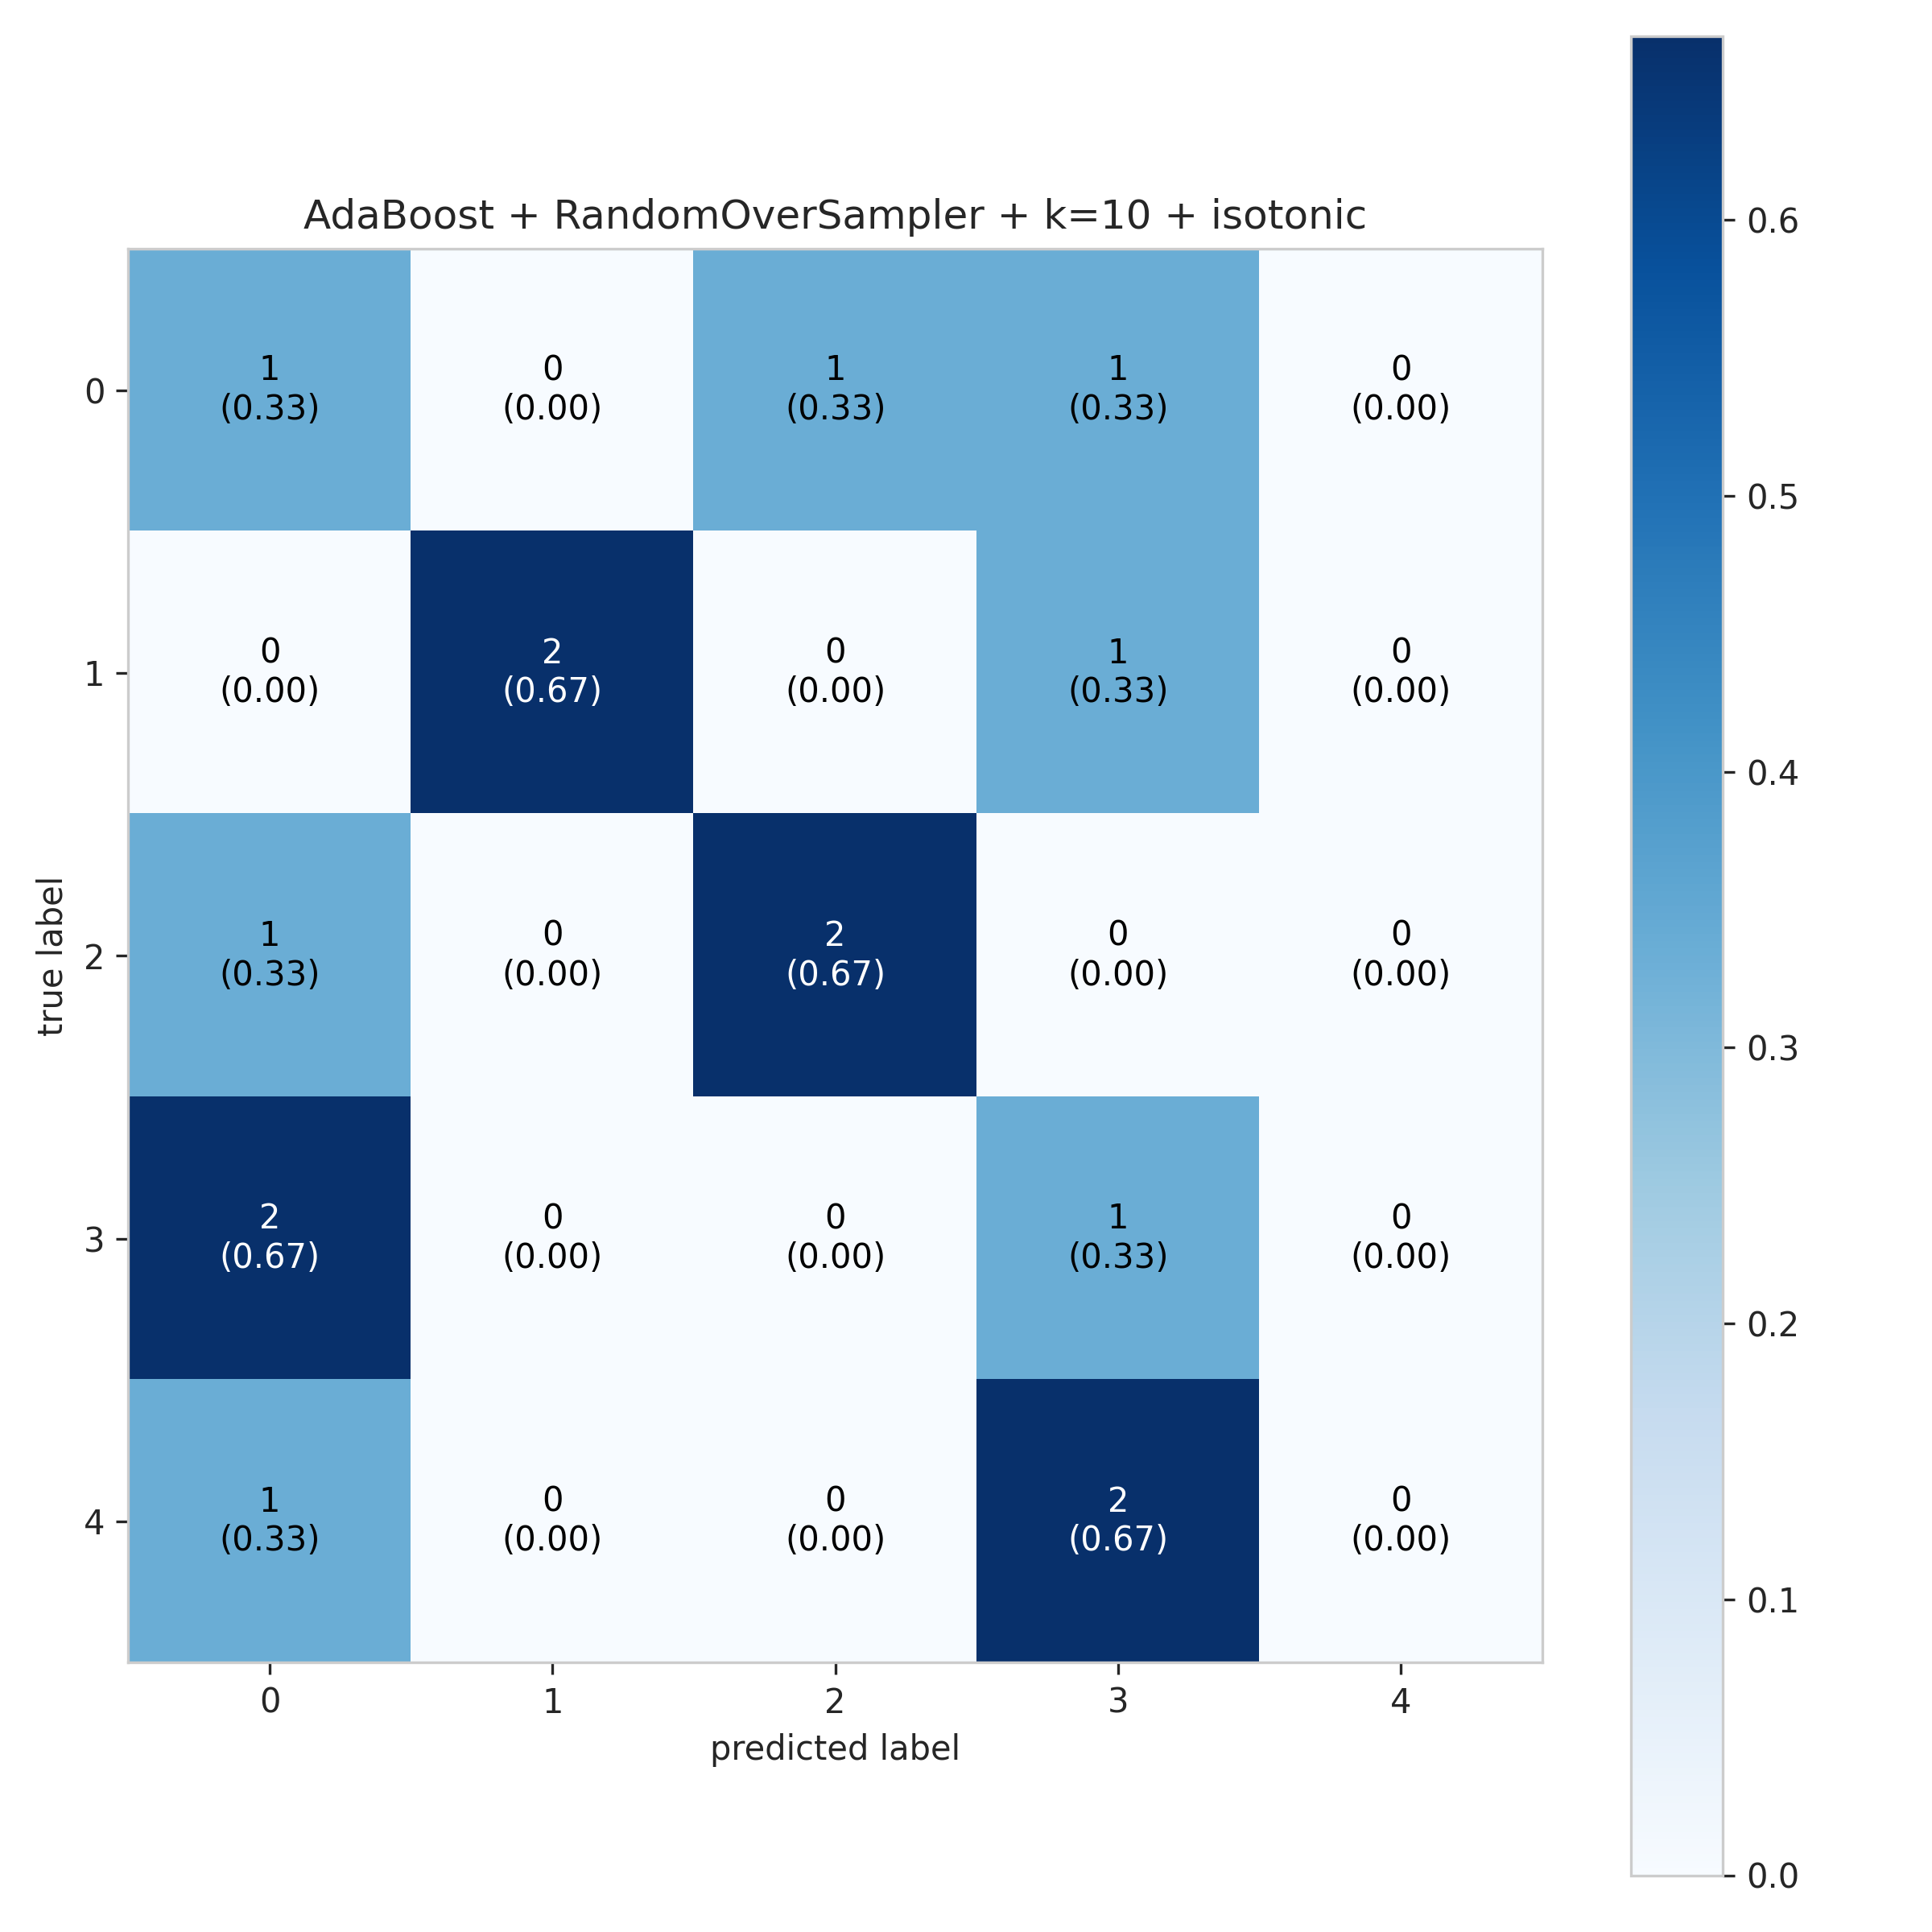 AdaBoost + RandomOverSampler + k=10 + isotonic
0.6
0.5
0.4
0.3
0.2
0.1
0.0
true label
0
1
2
3
4
1 0 1 1 0
(0.33) (0.00) (0.33) (0.33) (0.00)
0 2 0 1 0
(0.00) (0.67) (0.00) (0.33) (0.00)
1 0 2 0 0
(0.33) (0.00) (0.67) (0.00) (0.00)
2 0 0 1 0
(0.67) (0.00) (0.00) (0.33) (0.00)
1 0 0 2 0
(0.33) (0.00) (0.00) (0.67) (0.00)
0 1 2 3 4
predicted label